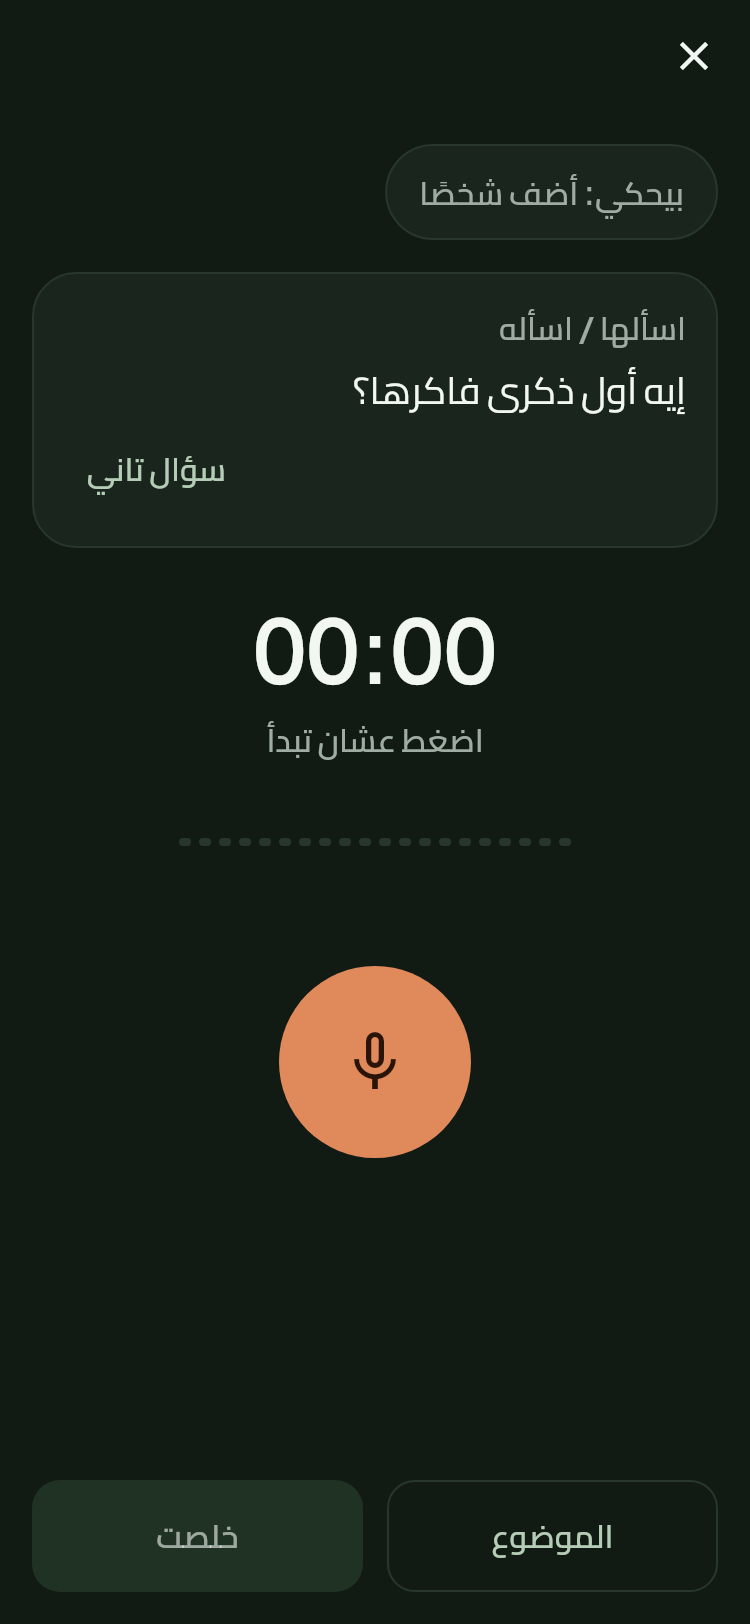 بيحكي: أضف شخصًا
اسألها / اسأله
إيه أول ذكرى فاكرها؟
سؤال تاني
00:00
اضغط عشان تبدأ
الموضوع
خلصت